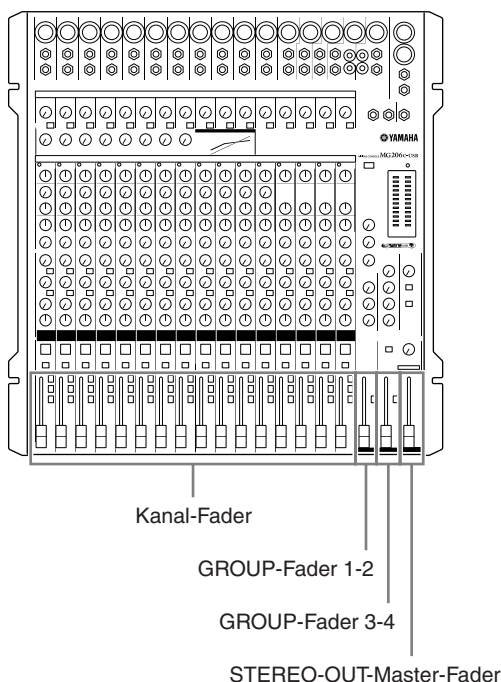 YAMAHA
MG206C-USB
Kanal-Fader
GROUP-Fader 1-2
GROUP-Fader 3-4
STEREO-OUT-Master-Fader